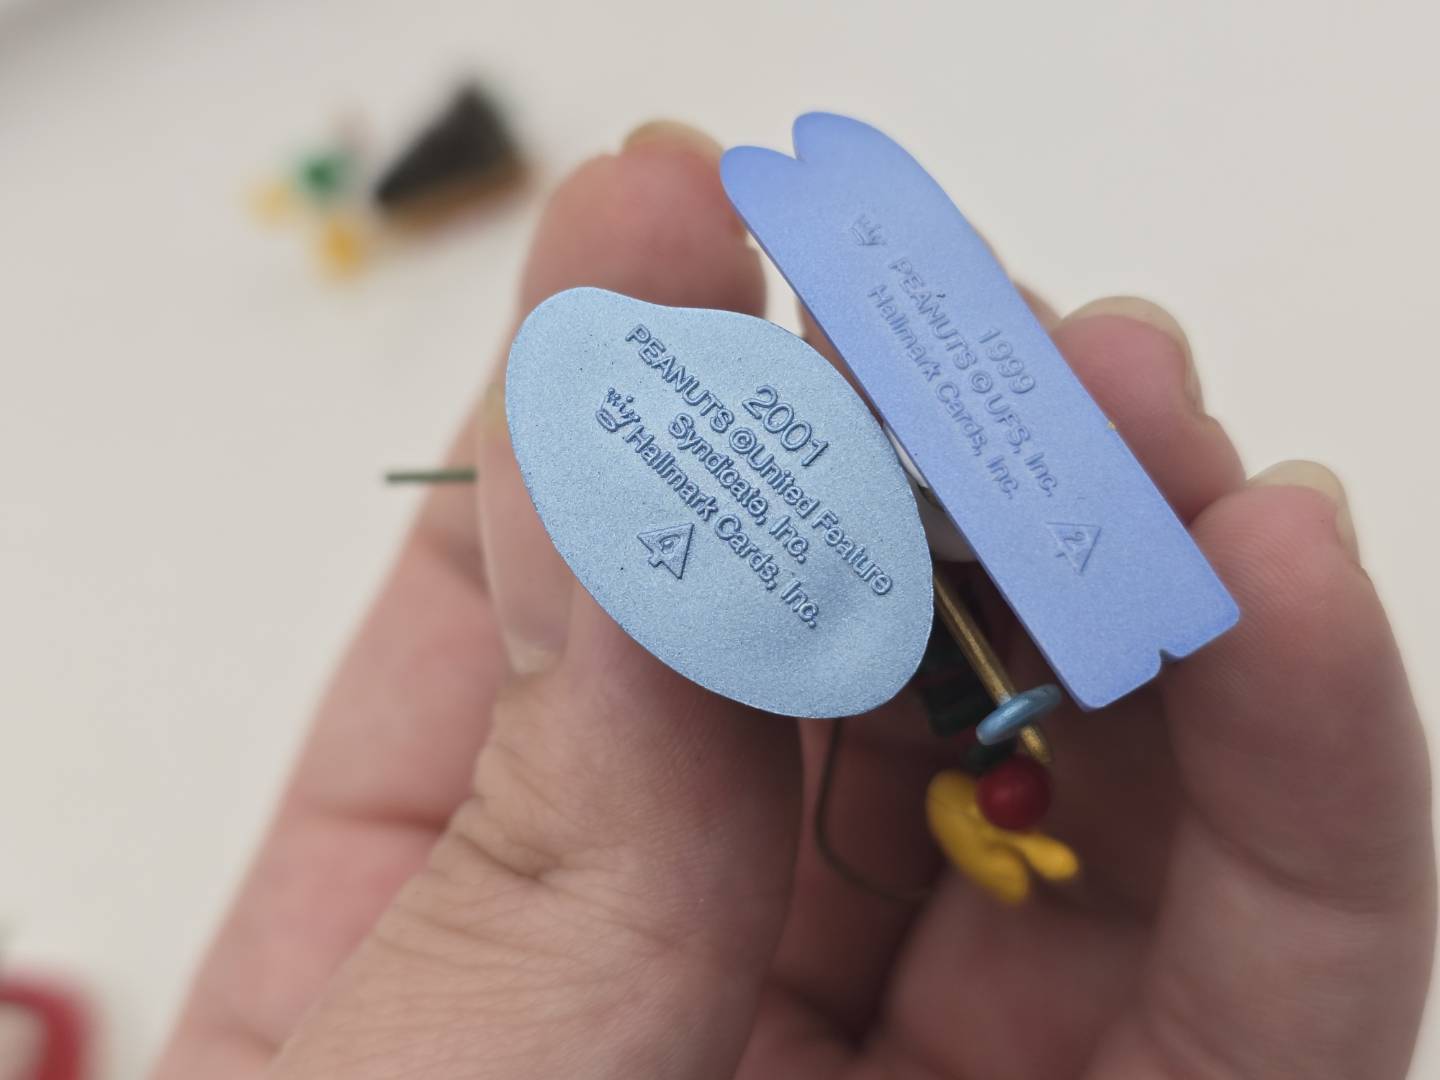 2001
PEANUTS ©United Feature
Syndicate, Inc.
Hallmark Cards, Inc.
4
1999
PEANUTS © UFS, Inc.
Hallmark Cards, Inc.
2